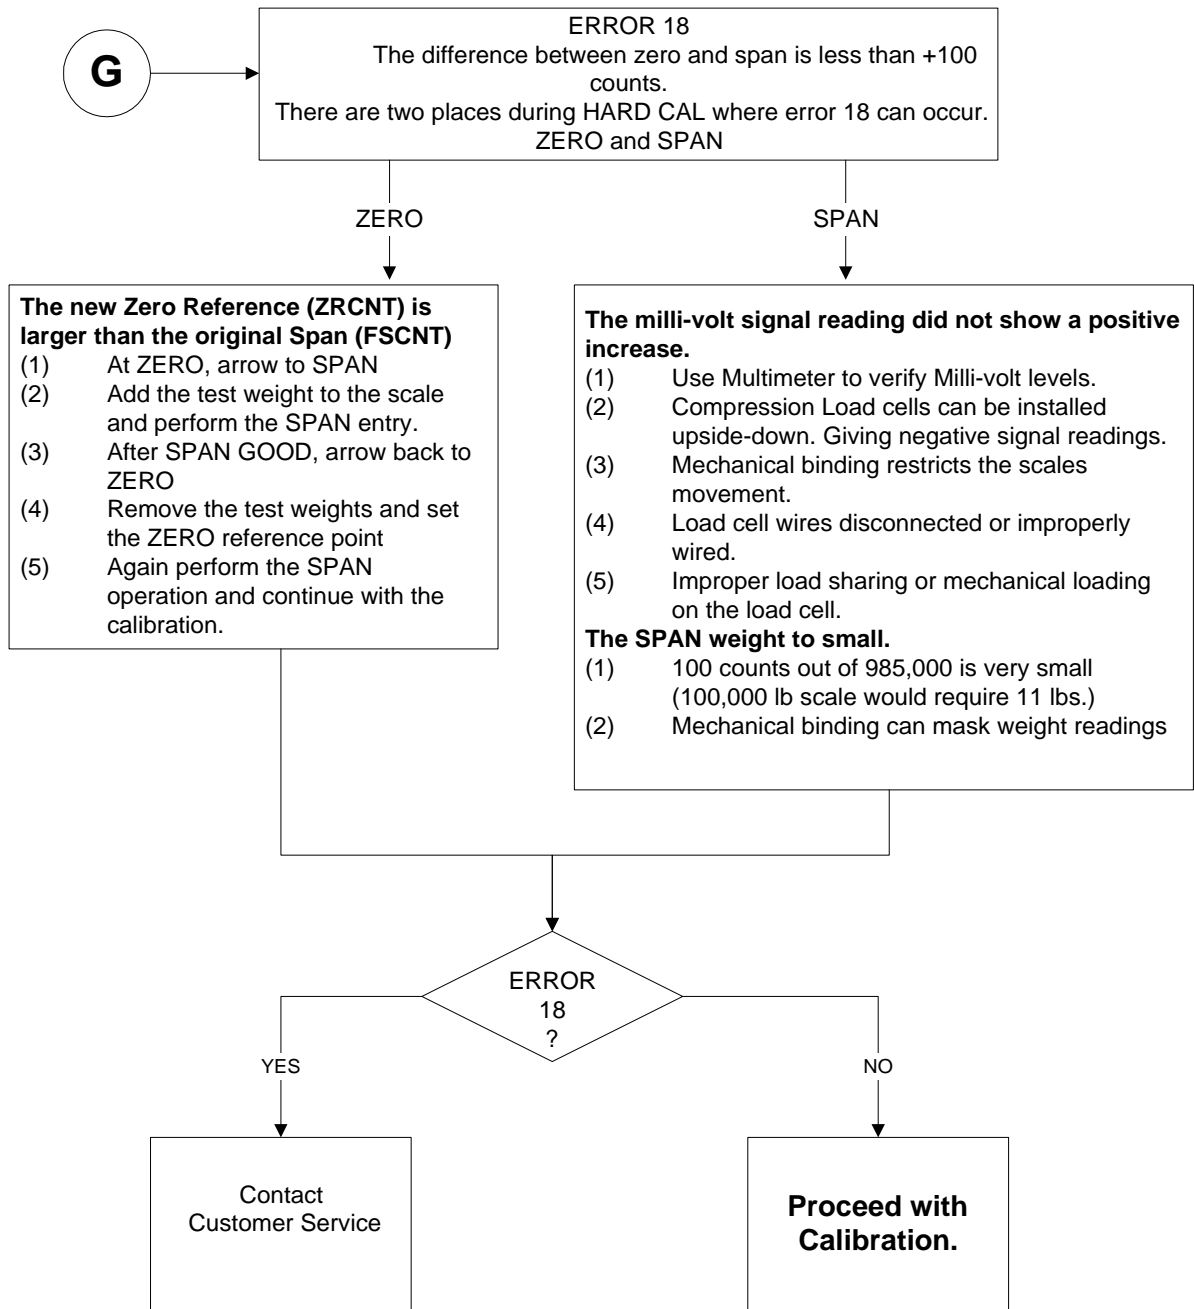 G
ERROR 18
The difference between zero and span is less than +100
counts.
There are two places during HARD CAL where error 18 can occur.
ZERO and SPAN
ZERO
SPAN
The new Zero Reference (ZRCNT) is
larger than the original Span (FSCNT)
(1) At ZERO, arrow to SPAN
(2) Add the test weight to the scale
and perform the SPAN entry.
(3) After SPAN GOOD, arrow back to
ZERO
(4) Remove the test weights and set
the ZERO reference point
(5) Again perform the SPAN
operation and continue with the
calibration.
The milli-volt signal reading did not show a positive
increase.
(1) Use Multimeter to verify Milli-volt levels.
(2) Compression Load cells can be installed
upside-down. Giving negative signal readings.
(3) Mechanical binding restricts the scales
movement.
(4) Load cell wires disconnected or improperly
wired.
(5) Improper load sharing or mechanical loading
on the load cell.
The SPAN weight to small.
(1) 100 counts out of 985,000 is very small
(100,000 lb scale would require 11 lbs.)
(2) Mechanical binding can mask weight readings
ERROR
18
?
YES
NO
Contact
Customer Service
Proceed with
Calibration.